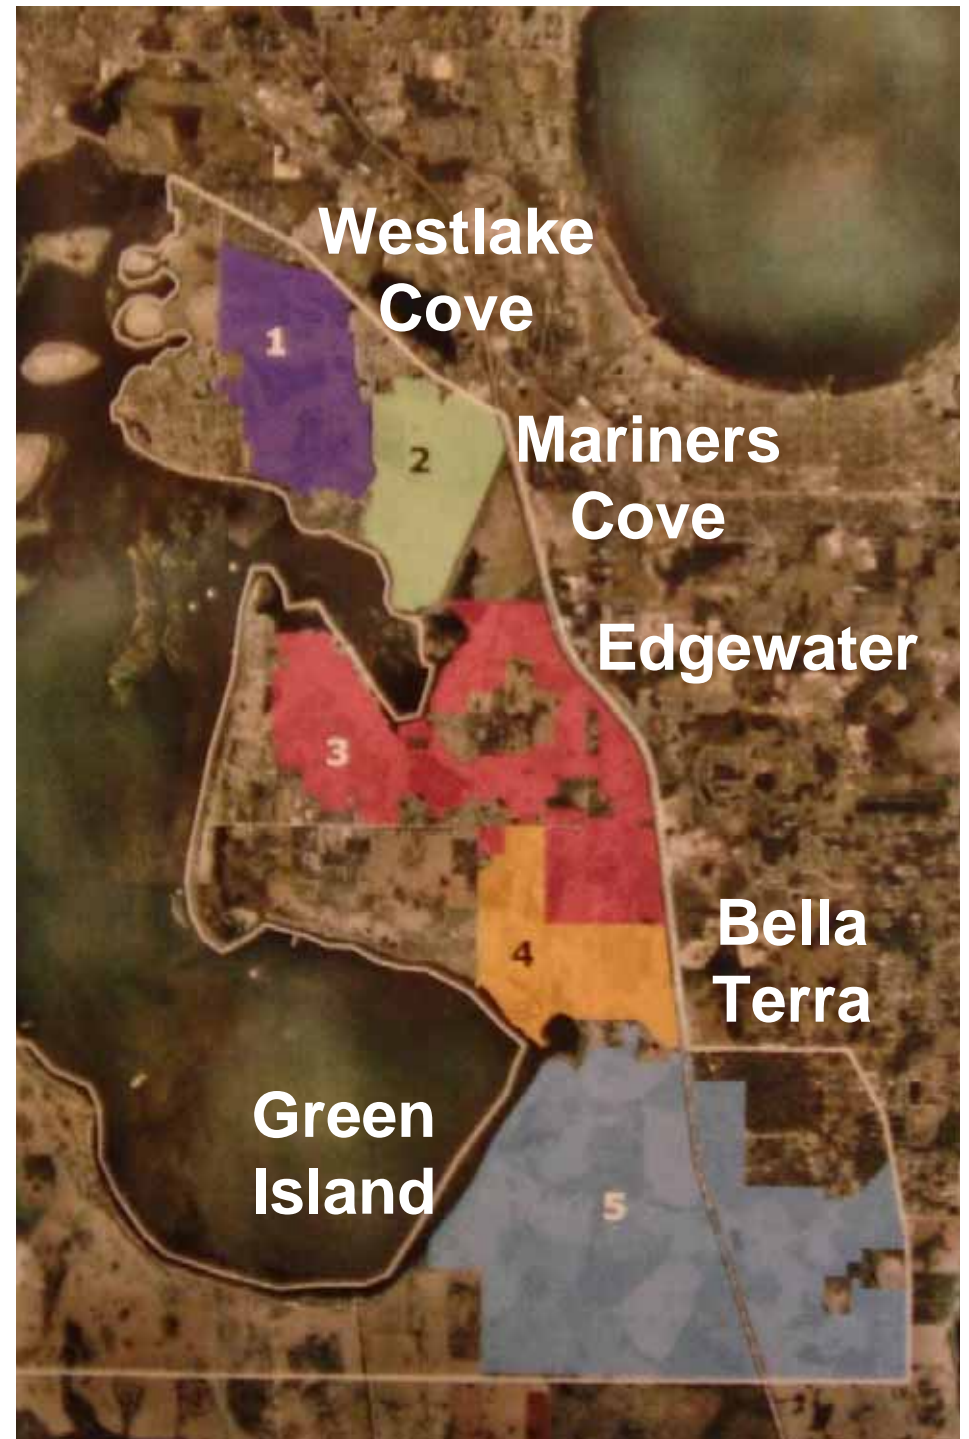 Westlake
Cove
1
Mariners
Cove
2
Edgewater
3
Bella
Terra
4
Green
Island
5